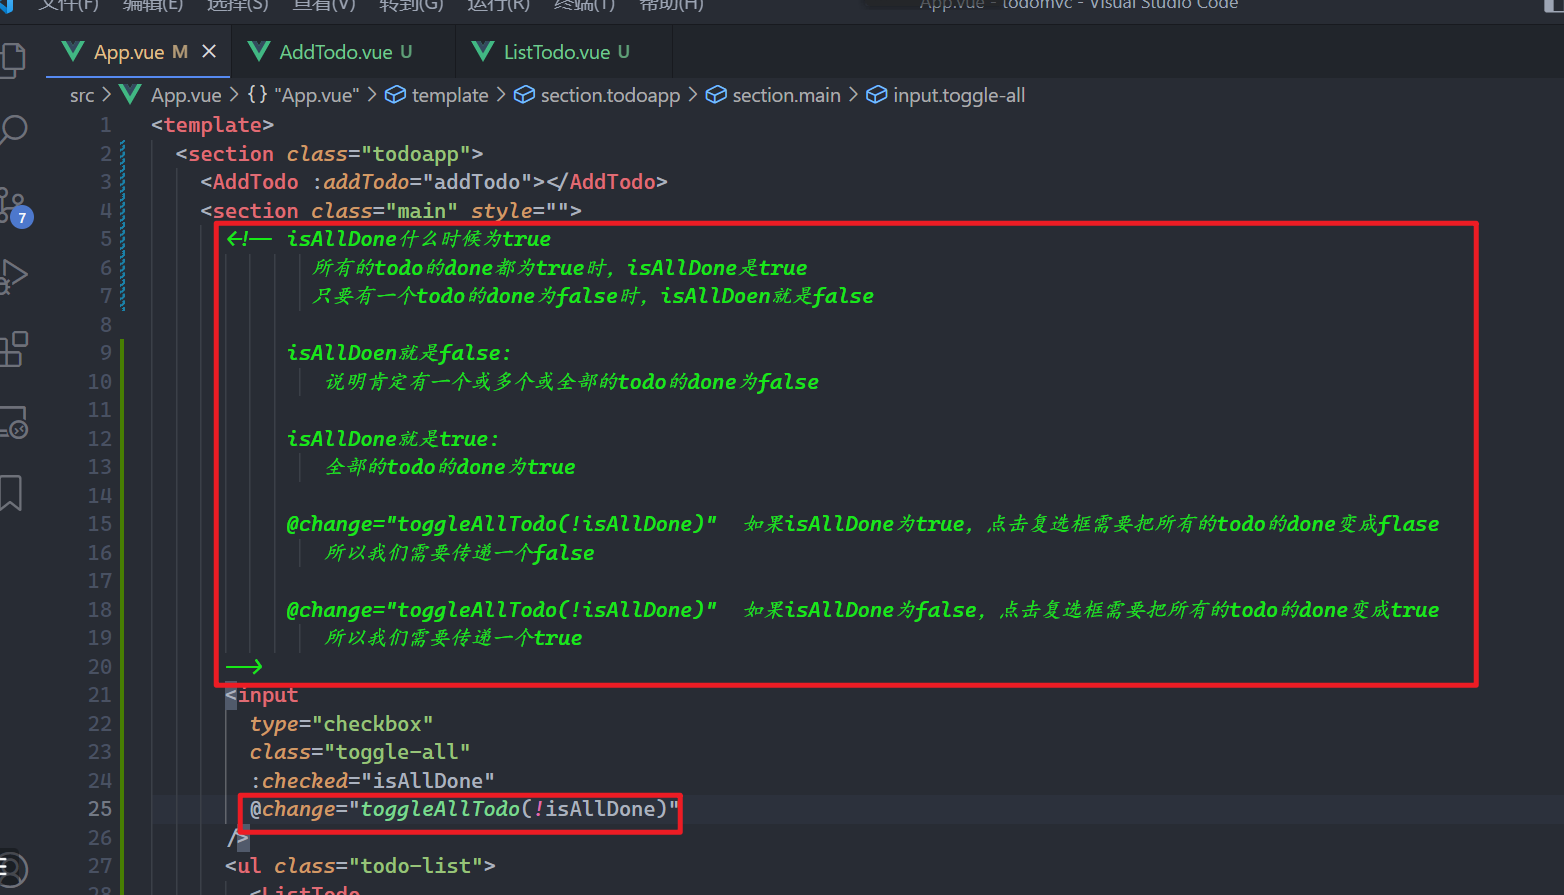 文件(F) 编辑(E) 选择(S) 查看(V) 转到(G) 运行(R) 终端(T) 帮助(H) App.vue - todomvc - Visual Studio Code
App.vue M × AddTodo.vue U ListTodo.vue U
src > App.vue > {} "App.vue" > template > section.todoapp > section.main > input.toggle-all
1 <template>
2 <section class="todoapp">
3 <AddTodo :addTodo="addTodo"></AddTodo>
4 <section class="main" style="">
5 <!-- isAllDone什么时候为true
6 所有的todo的done都为true时，isAllDone是true
7 只要有一个todo的done为false时，isAllDoen就是false
8
9 isAllDoen就是false:
10 说明肯定有一个或多个或全部的todo的done为false
11
12 isAllDone就是true:
13 全部的todo的done为true
14
15 @change="toggleAllTodo(!isAllDone)" 如果isAllDone为true，点击复选框需要把所有的todo的done变成flase
16 所以我们需要传递一个false
17
18 @change="toggleAllTodo(!isAllDone)" 如果isAllDone为false，点击复选框需要把所有的todo的done变成true
19 所以我们需要传递一个true
20 -->
21 <input
22 type="checkbox"
23 class="toggle-all"
24 :checked="isAllDone"
25 @change="toggleAllTodo(!isAllDone)"
26 />
27 <ul class="todo-list">
28 <ListTodo
7